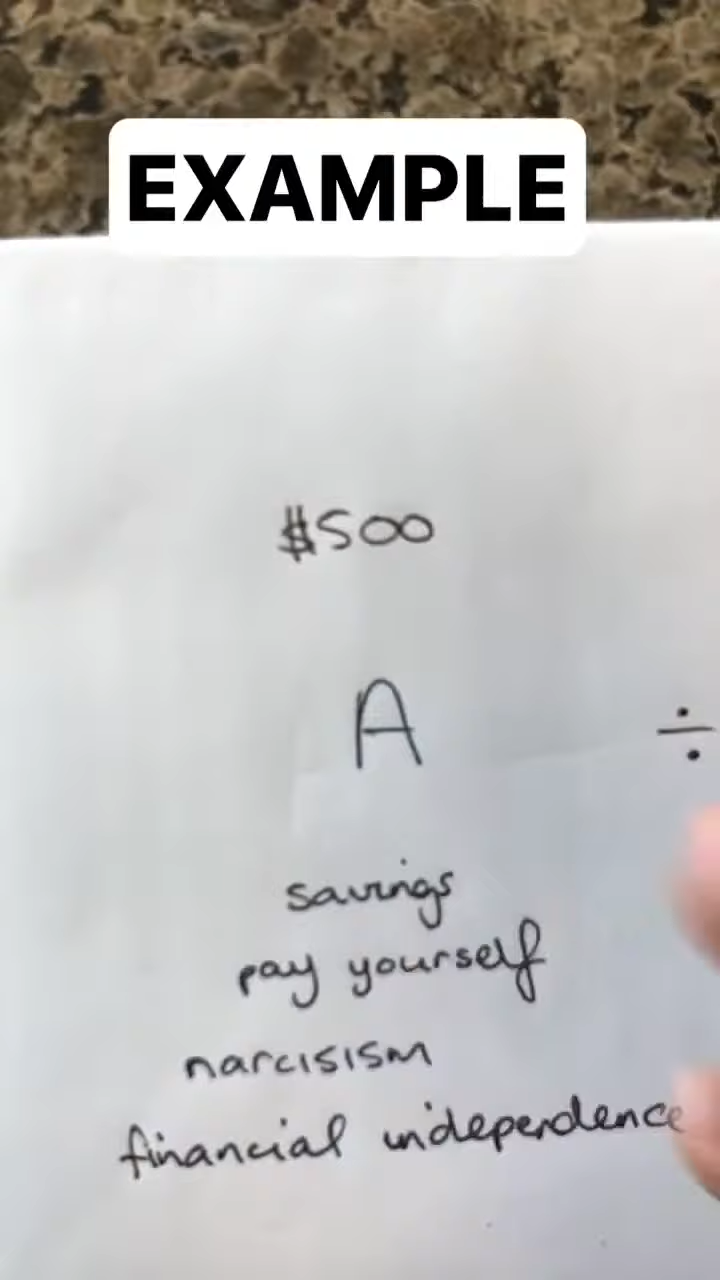 EXAMPLE
$500
A ÷
savings
pay yourself
narcisism
financial independence